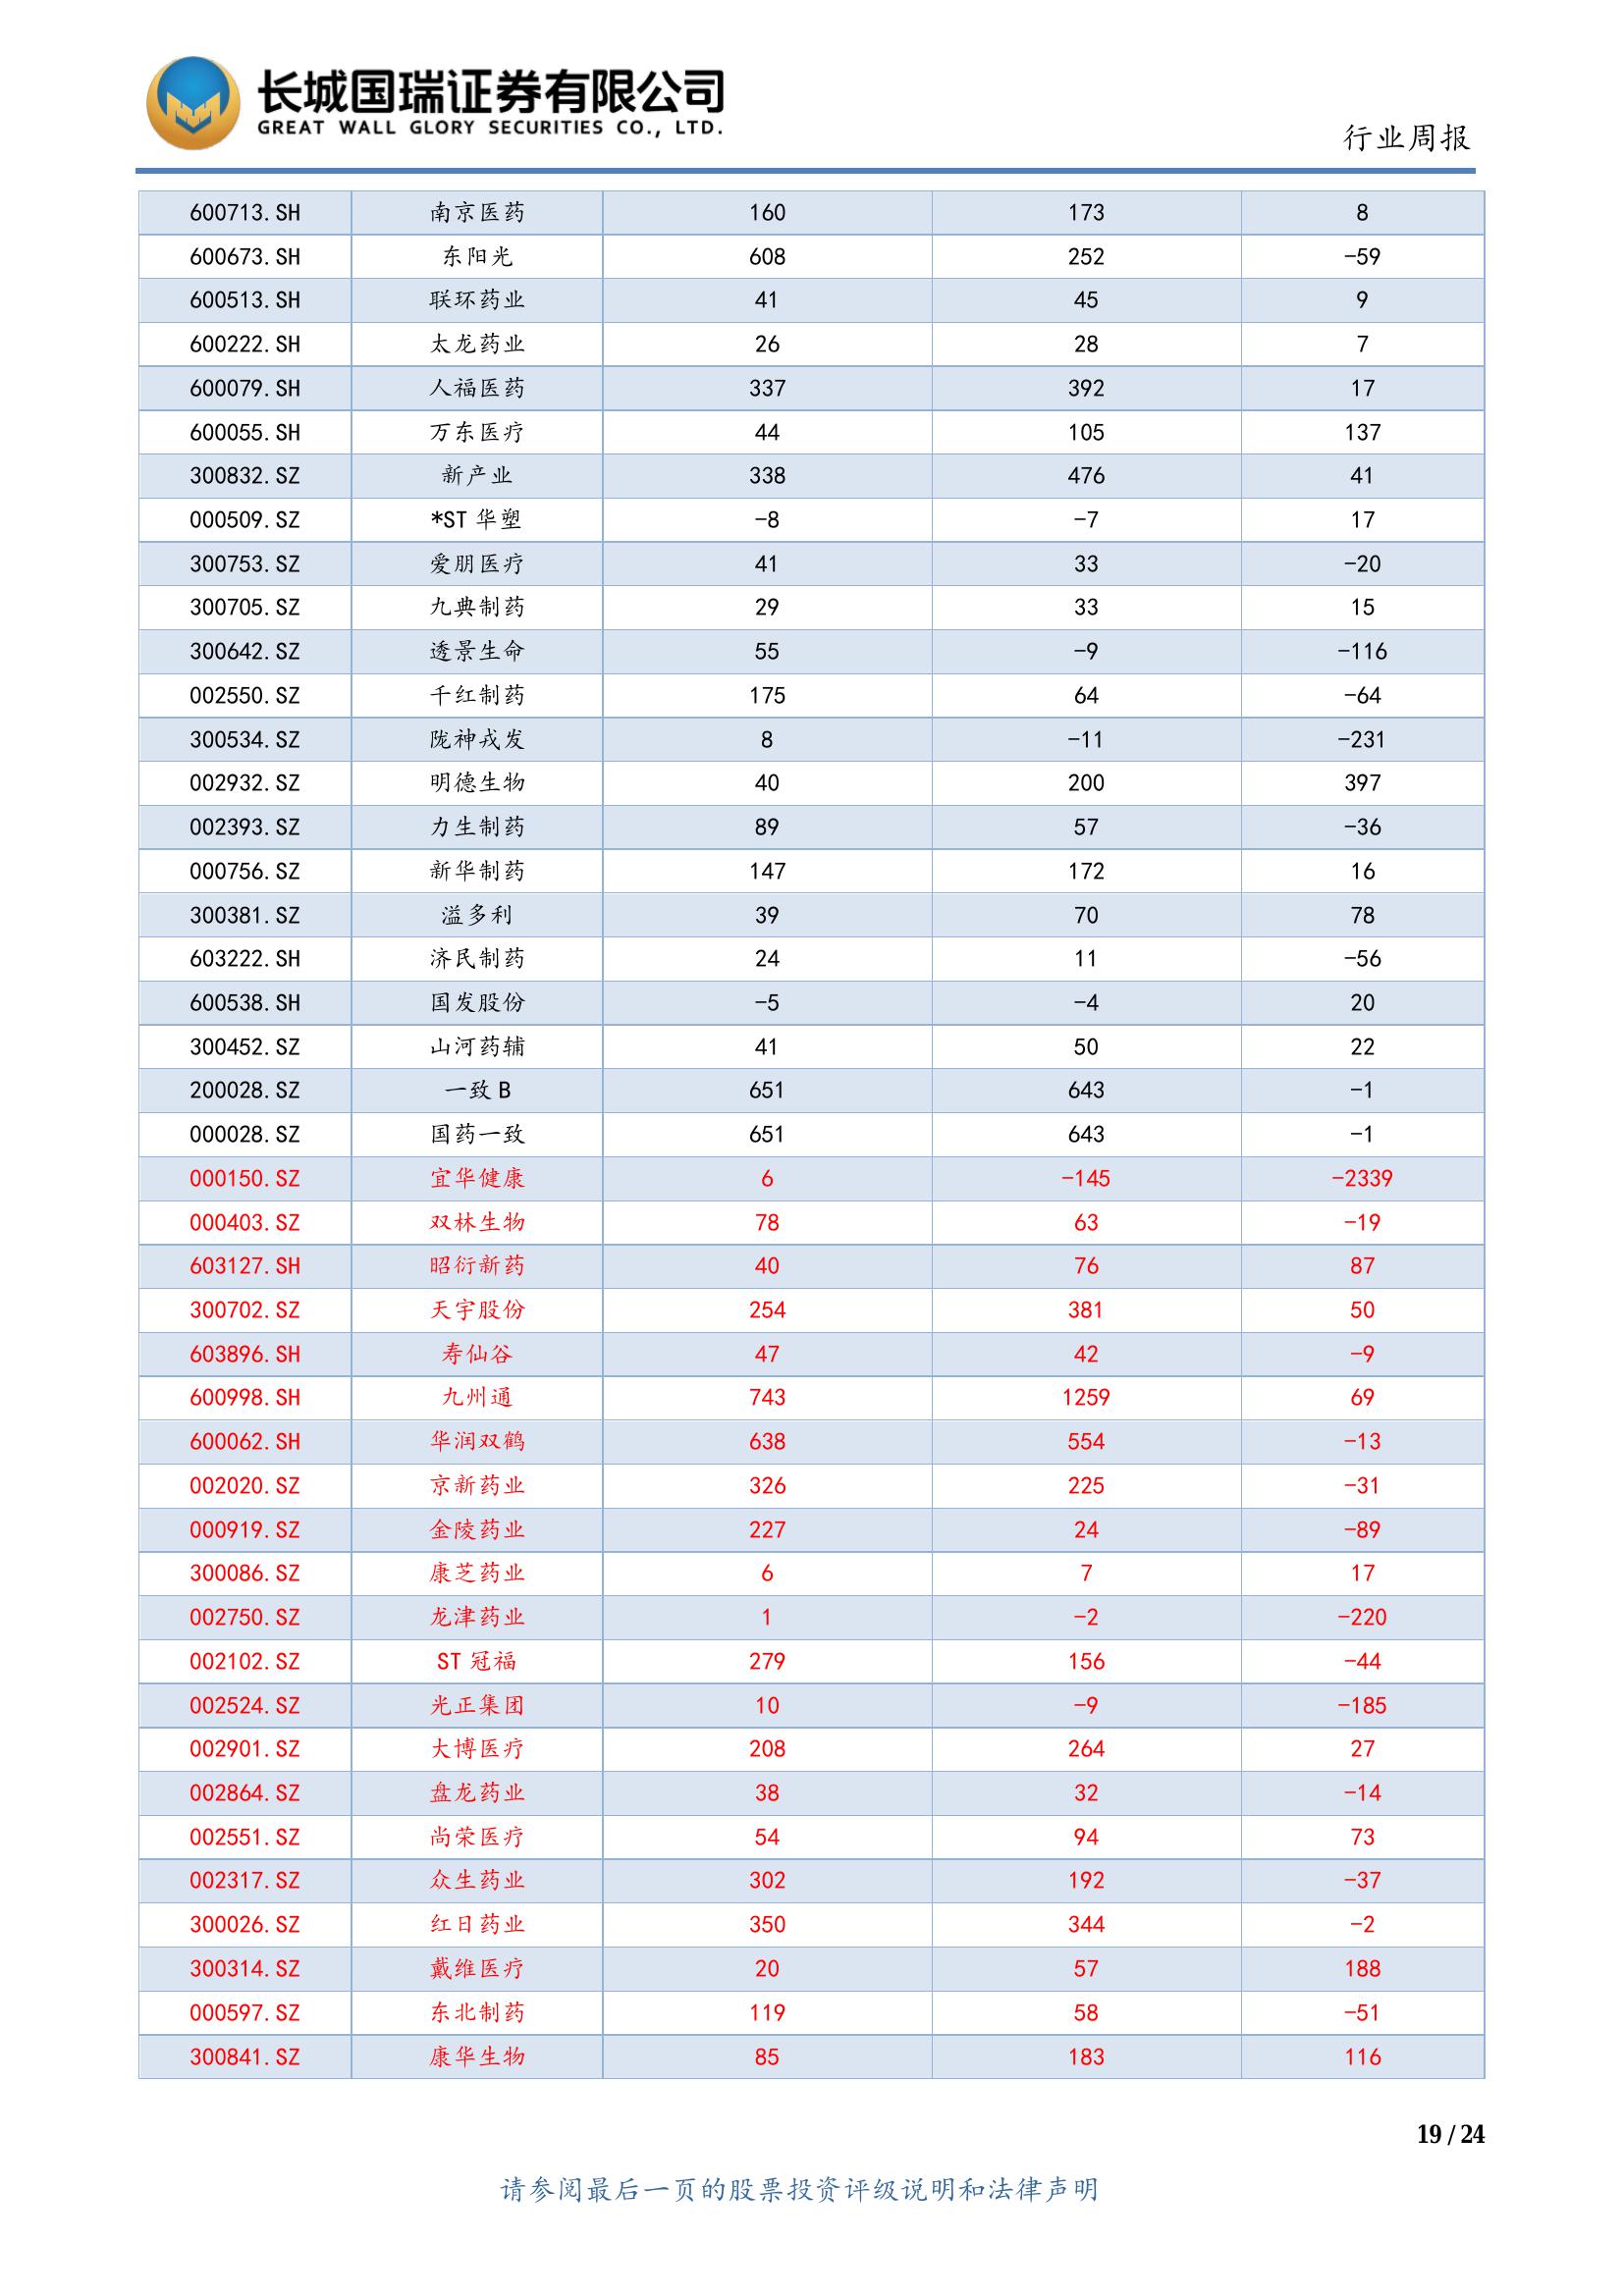 长城国瑞证券有限公司
GREAT WALL GLORY SECURITIES CO., LTD.
行业周报
600713.SH 南京医药 160 173 8
600673.SH 东阳光 608 252 -59
600513.SH 联环药业 41 45 9
600222.SH 太龙药业 26 28 7
600079.SH 人福医药 337 392 17
600055.SH 万东医疗 44 105 137
300832.SZ 新产业 338 476 41
000509.SZ *ST 华塑 -8 -7 17
300753.SZ 爱朋医疗 41 33 -20
300705.SZ 九典制药 29 33 15
300642.SZ 透景生命 55 -9 -116
002550.SZ 千红制药 175 64 -64
300534.SZ 陇神戎发 8 -11 -231
002932.SZ 明德生物 40 200 397
002393.SZ 力生制药 89 57 -36
000756.SZ 新华制药 147 172 16
300381.SZ 溢多利 39 70 78
603222.SH 济民制药 24 11 -56
600538.SH 国发股份 -5 -4 20
300452.SZ 山河药辅 41 50 22
200028.SZ 一致 B 651 643 -1
000028.SZ 国药一致 651 643 -1
000150.SZ 宜华健康 6 -145 -2339
000403.SZ 双林生物 78 63 -19
603127.SH 昭衍新药 40 76 87
300702.SZ 天宇股份 254 381 50
603896.SH 寿仙谷 47 42 -9
600998.SH 九州通 743 1259 69
600062.SH 华润双鹤 638 554 -13
002020.SZ 京新药业 326 225 -31
000919.SZ 金陵药业 227 24 -89
300086.SZ 康芝药业 6 7 17
002750.SZ 龙津药业 1 -2 -220
002102.SZ ST 冠福 279 156 -44
002524.SZ 光正集团 10 -9 -185
002901.SZ 大博医疗 208 264 27
002864.SZ 盘龙药业 38 32 -14
002551.SZ 尚荣医疗 54 94 73
002317.SZ 众生药业 302 192 -37
300026.SZ 红日药业 350 344 -2
300314.SZ 戴维医疗 20 57 188
000597.SZ 东北制药 119 58 -51
300841.SZ 康华生物 85 183 116
19 / 24
请参阅最后一页的股票投资评级说明和法律声明